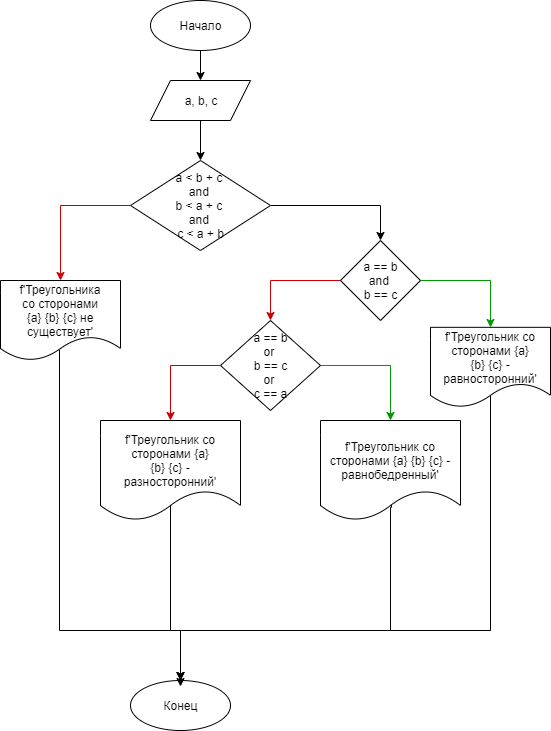 Начало
a, b, c
a < b + c
and
b < a + c
and
c < a + b
a == b
and
b == c
f'Треугольника
со сторонами
{a} {b} {c} не
существует'
a == b
or
b == c
or
c == a
f'Треугольник со
сторонами {a}
{b} {c} -
равносторонний'
f'Треугольник со
сторонами {a}
{b} {c} -
разносторонний'
f'Треугольник со
сторонами {a} {b} {c} -
равнобедренный'
Конец